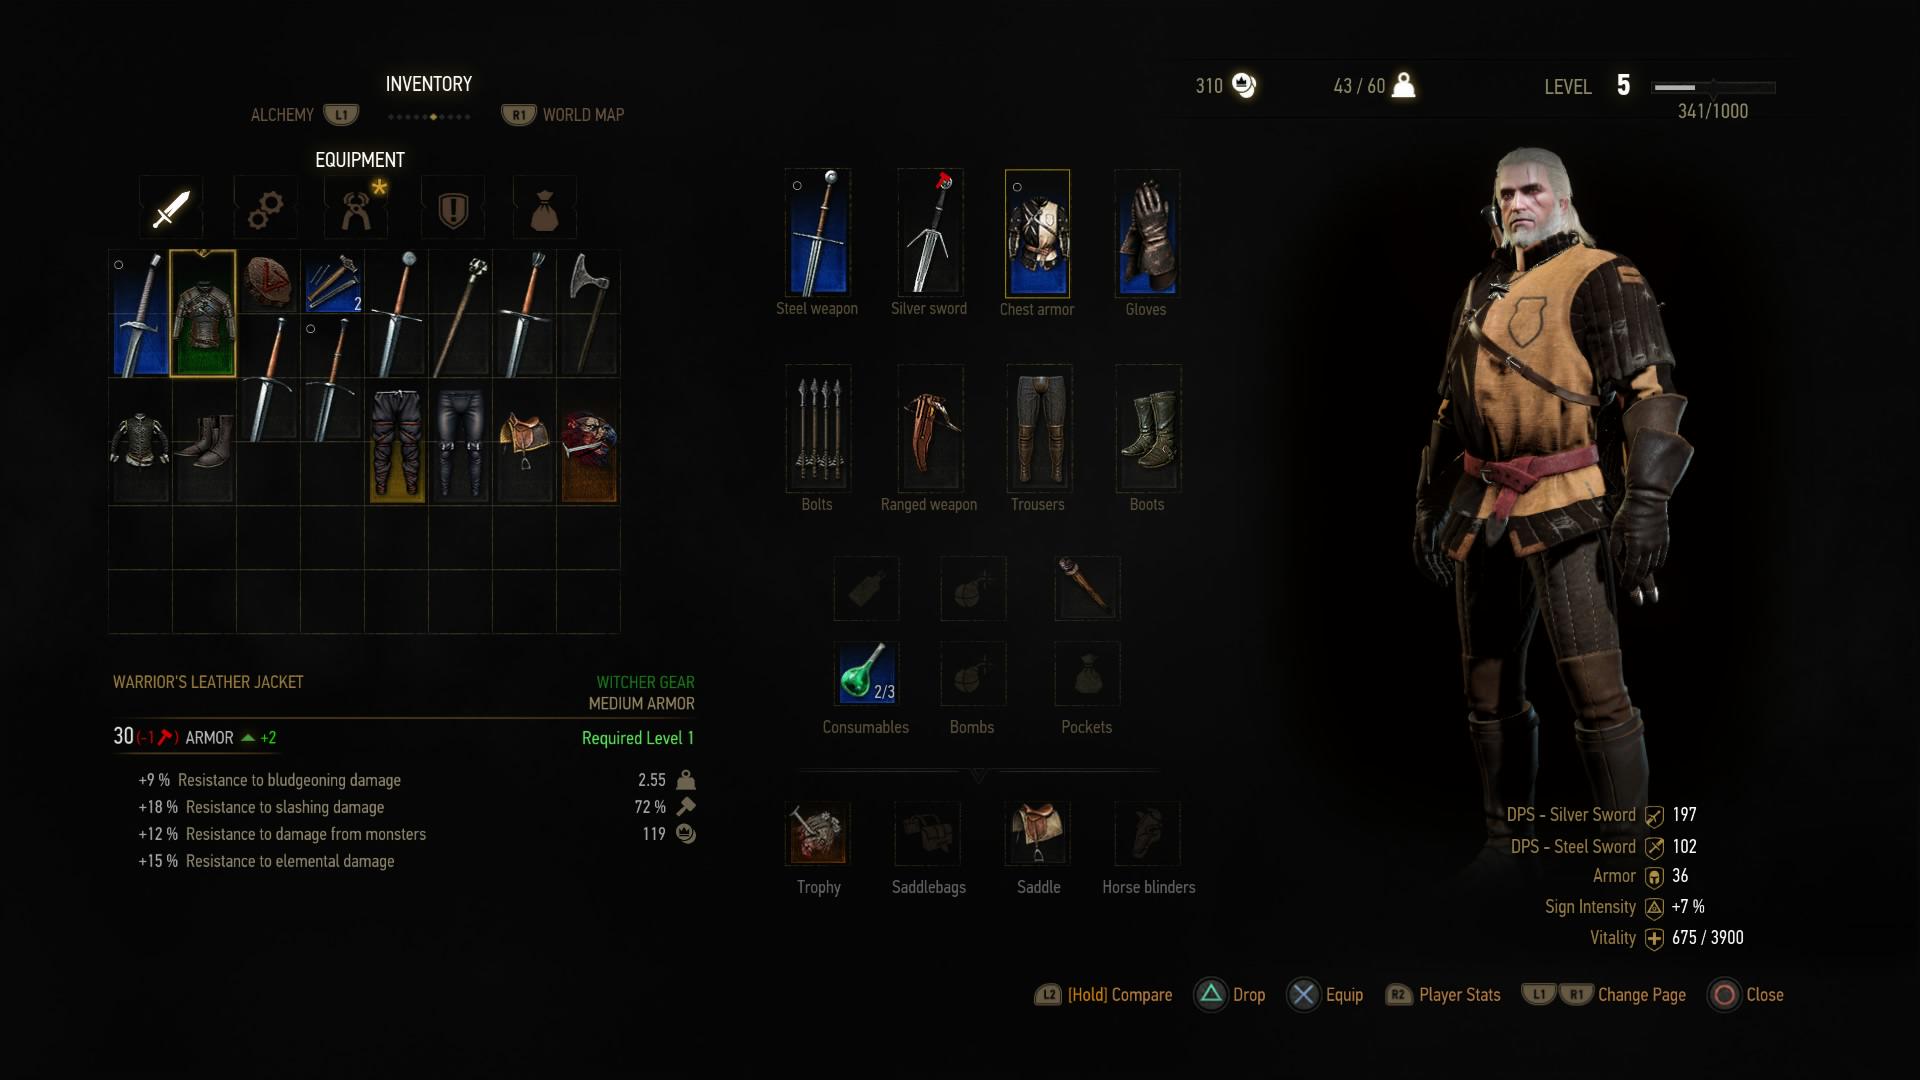 INVENTORY
ALCHEMY L1 R1 WORLD MAP
310 43 / 60 LEVEL 5
341/1000
EQUIPMENT
2
Steel weapon Silver sword Chest armor Gloves
Bolts Ranged weapon Trousers Boots
2/3
Consumables Bombs Pockets
Trophy Saddlebags Saddle Horse blinders
WARRIOR'S LEATHER JACKET WITCHER GEAR
MEDIUM ARMOR
30 (-1 ) ARMOR +2 Required Level 1
+9 % Resistance to bludgeoning damage 2.55
+18 % Resistance to slashing damage 72 %
+12 % Resistance to damage from monsters 119
+15 % Resistance to elemental damage
DPS - Silver Sword 197
DPS - Steel Sword 102
Armor 36
Sign Intensity +7 %
Vitality 675 / 3900
L2 [Hold] Compare Drop Equip R2 Player Stats L1 R1 Change Page Close